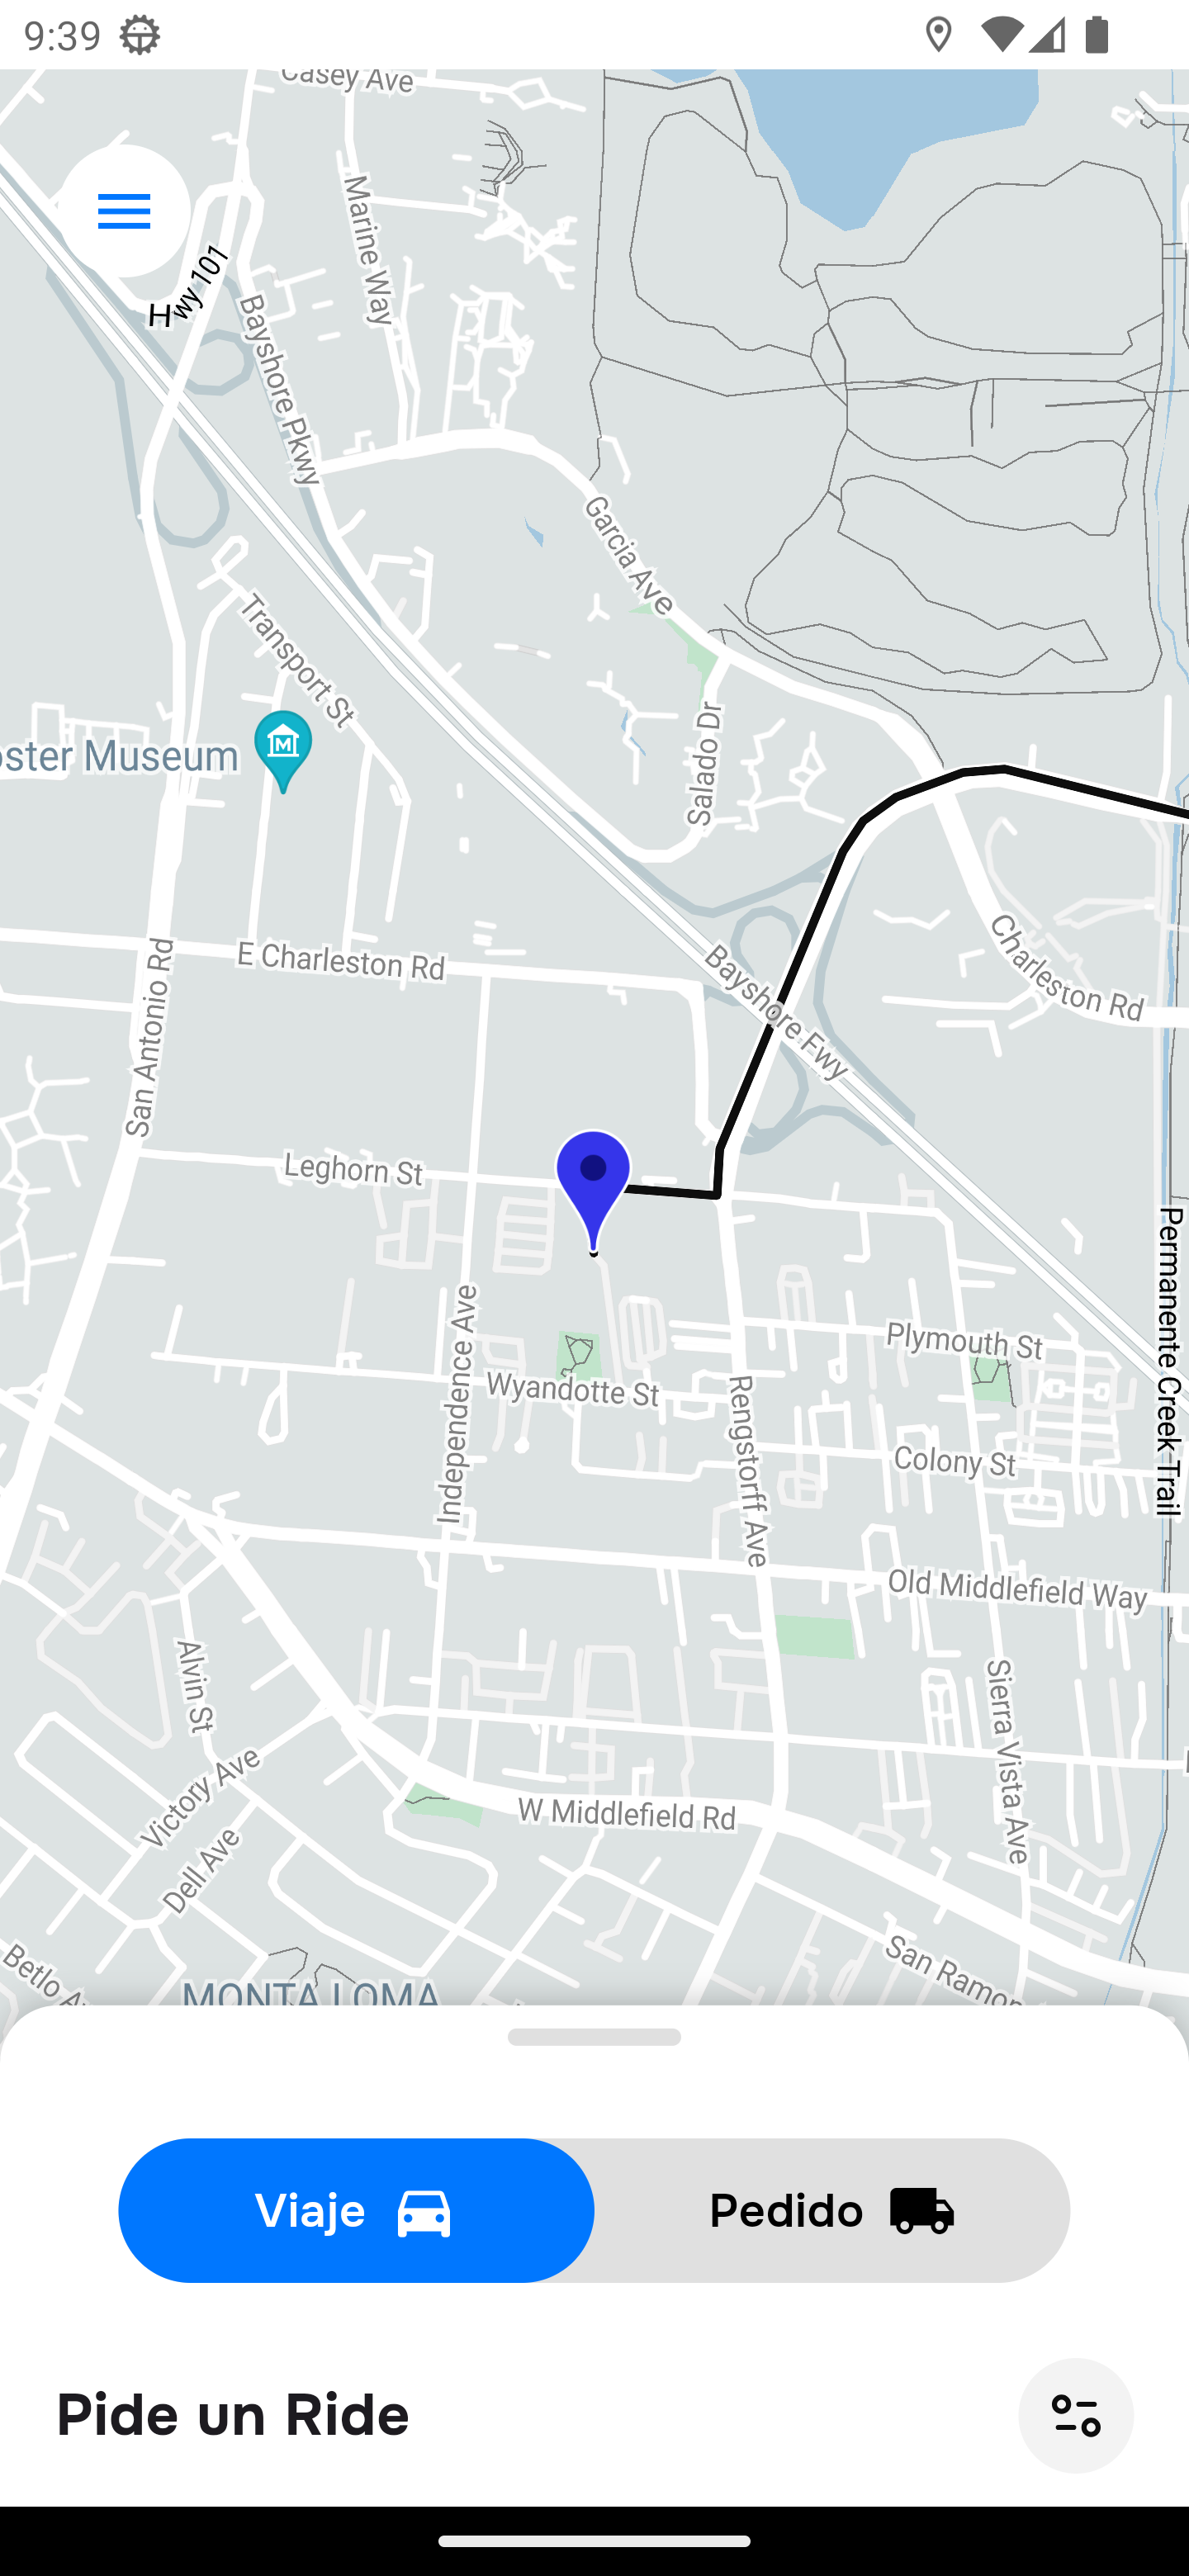 9:39
Casey Ave
Marine Way
Hwy 101
Bayshore Pkwy
Garcia Ave
Transport St
oster Museum
M
Salado Dr
Charleston Rd
San Antonio Rd
E Charleston Rd
Bayshore Fwy
Leghorn St
Permanente Creek Trail
Independence Ave
Plymouth St
Wyandotte St
Rengstorff Ave
Colony St
Old Middlefield Way
Alvin St
Sierra Vista Ave
Victory Ave
W Middlefield Rd
Dell Ave
San Ramon
Betlo Av
MONTA LOMA
Viaje
Pedido
Pide un Ride